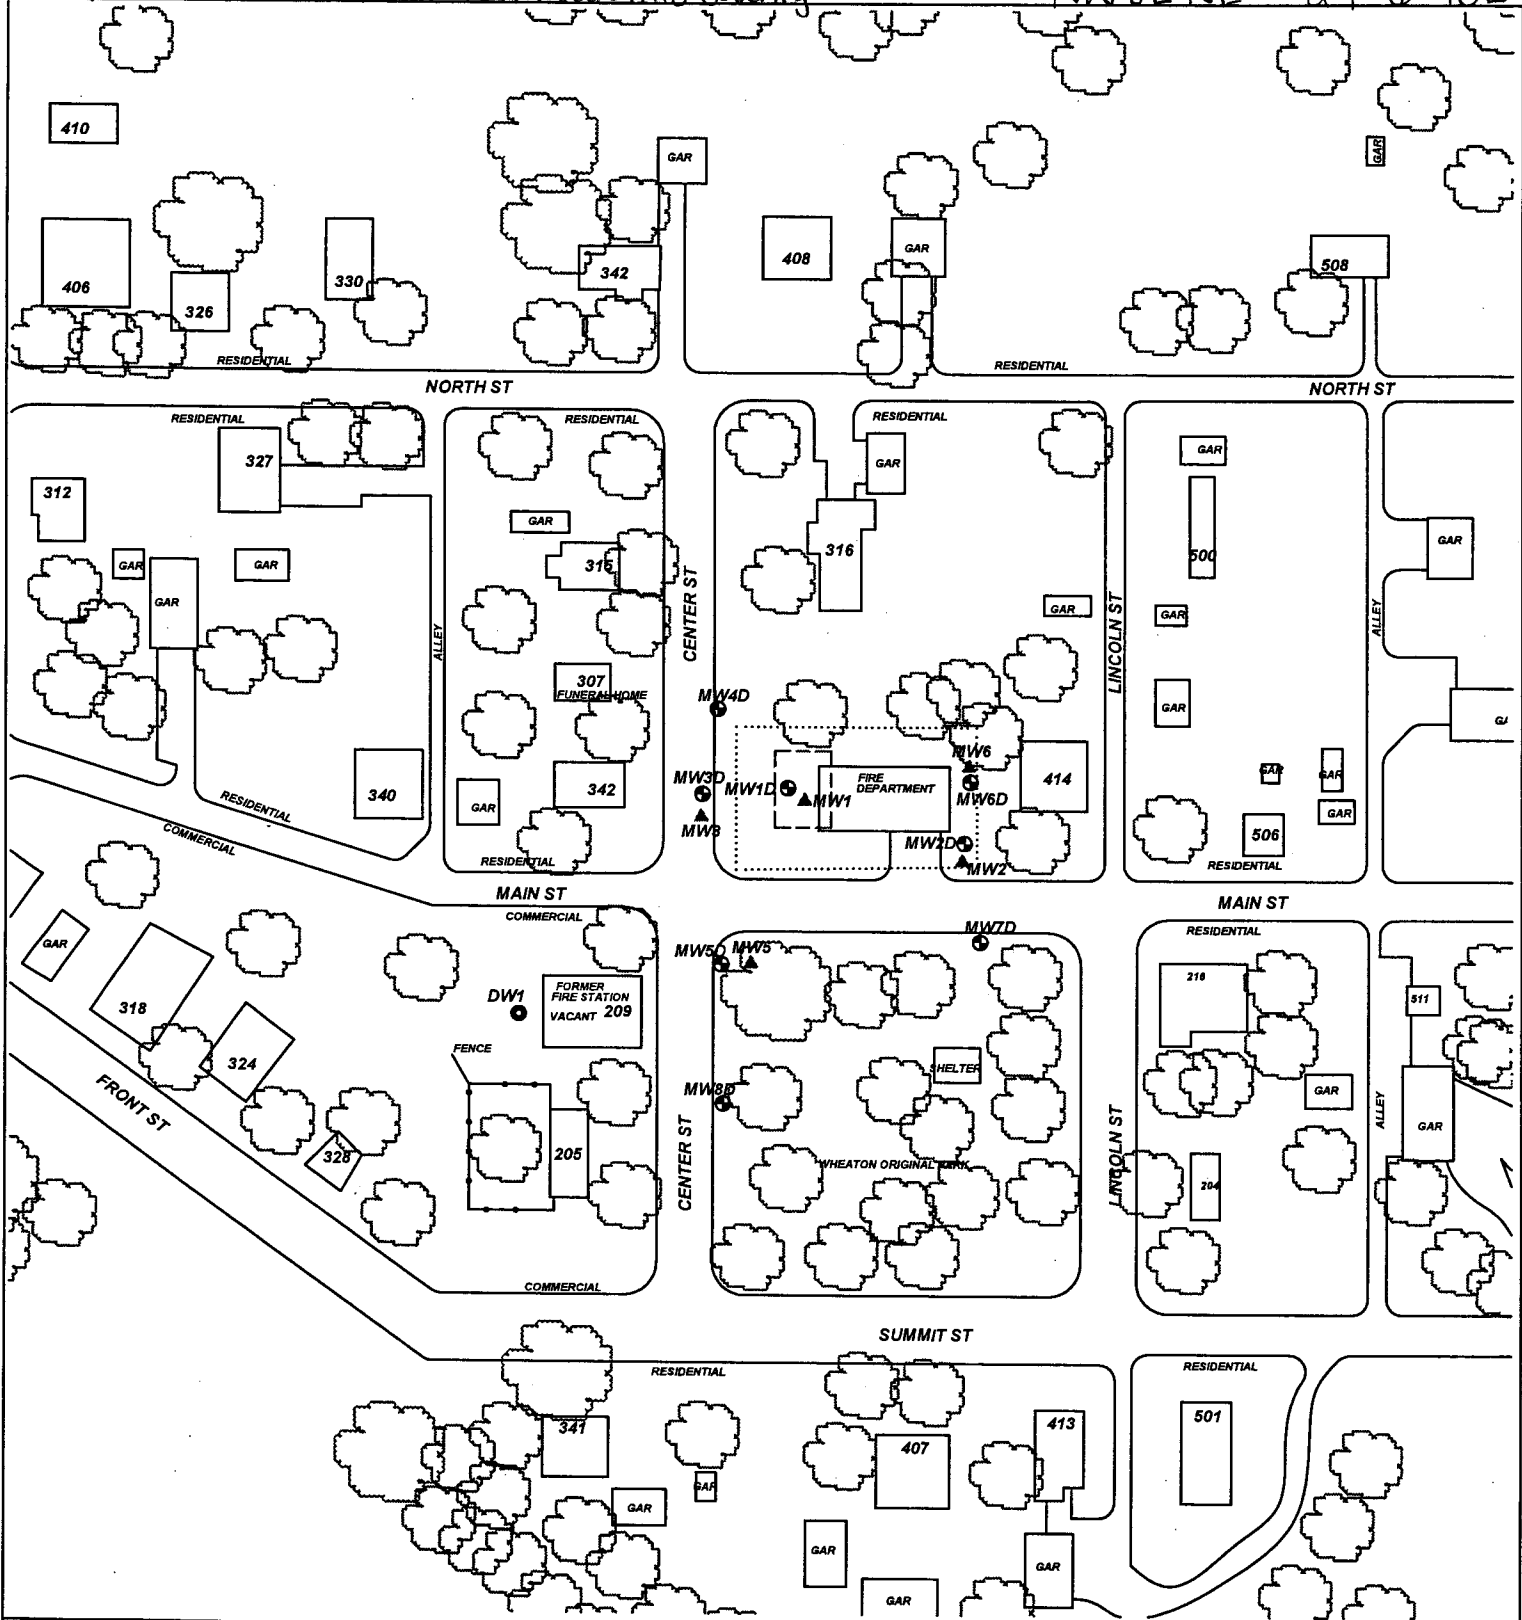 410
GAR
GAR
406
326
330
342
408
GAR
508
RESIDENTIAL
RESIDENTIAL
NORTH ST
NORTH ST
RESIDENTIAL
RESIDENTIAL
RESIDENTIAL
327
312
GAR
GAR
GAR
GAR
GAR
315
316
500
GAR
GAR
GAR
GAR
ALLEY
CENTER ST
LINCOLN ST
ALLEY
307
FUNERAL HOME
MW4D
GAR
340
GAR
342
MW3D
MW3
MW1D
MW1
FIRE
DEPARTMENT
MW6
MW6D
414
GAR
GAR
GAR
506
RESIDENTIAL
COMMERCIAL
RESIDENTIAL
MW2D
MW2
RESIDENTIAL
MAIN ST
MAIN ST
COMMERCIAL
RESIDENTIAL
GAR
318
324
328
DW1
FORMER
FIRE STATION
VACANT 209
MW5D
MW5
MW7D
216
511
FENCE
SHELTER
MW8D
GAR
GAR
FRONT ST
205
CENTER ST
WHEATON ORIGINAL PARK
LINCOLN ST
204
ALLEY
COMMERCIAL
SUMMIT ST
RESIDENTIAL
RESIDENTIAL
341
407
413
501
GAR
GAR
GAR
GAR
GAR